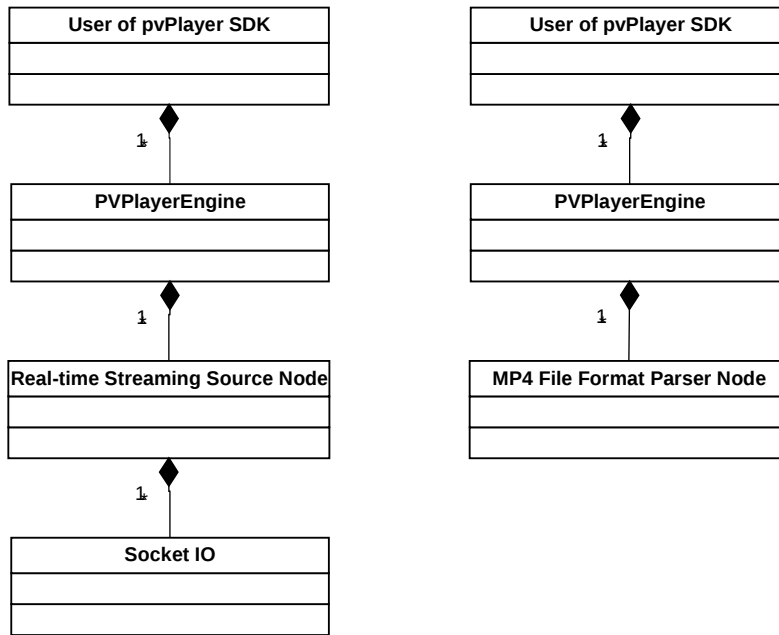 User of pvPlayer SDK
1
PVPlayerEngine
1
Real-time Streaming Source Node
1
Socket IO
User of pvPlayer SDK
1
PVPlayerEngine
1
MP4 File Format Parser Node